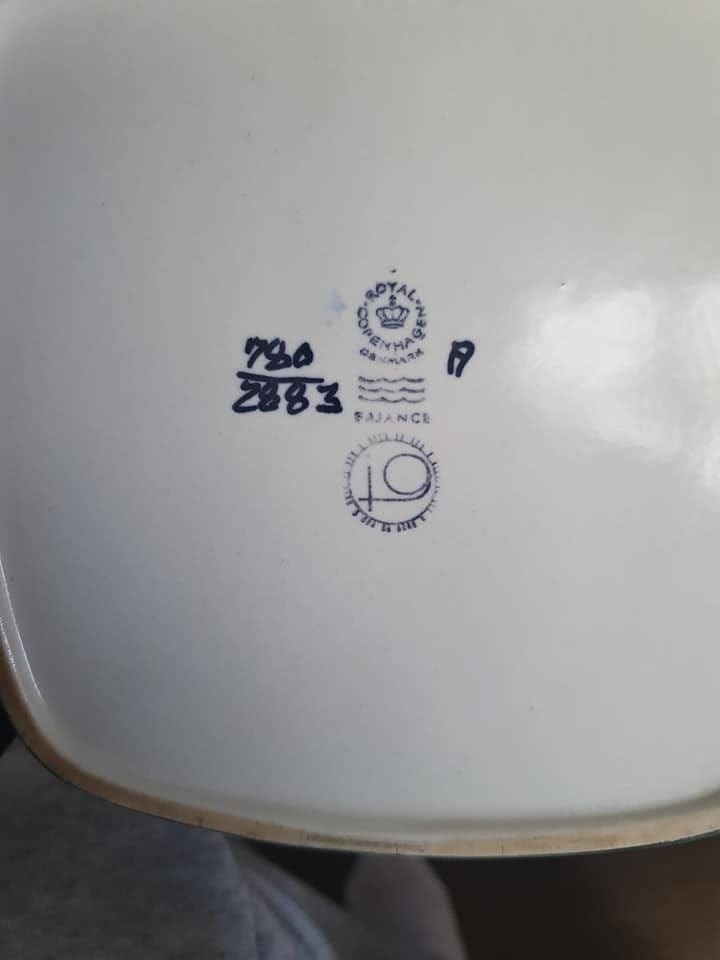 ROYAL COPENHAGEN
DENMARK
780
2883
A
FAJANCE